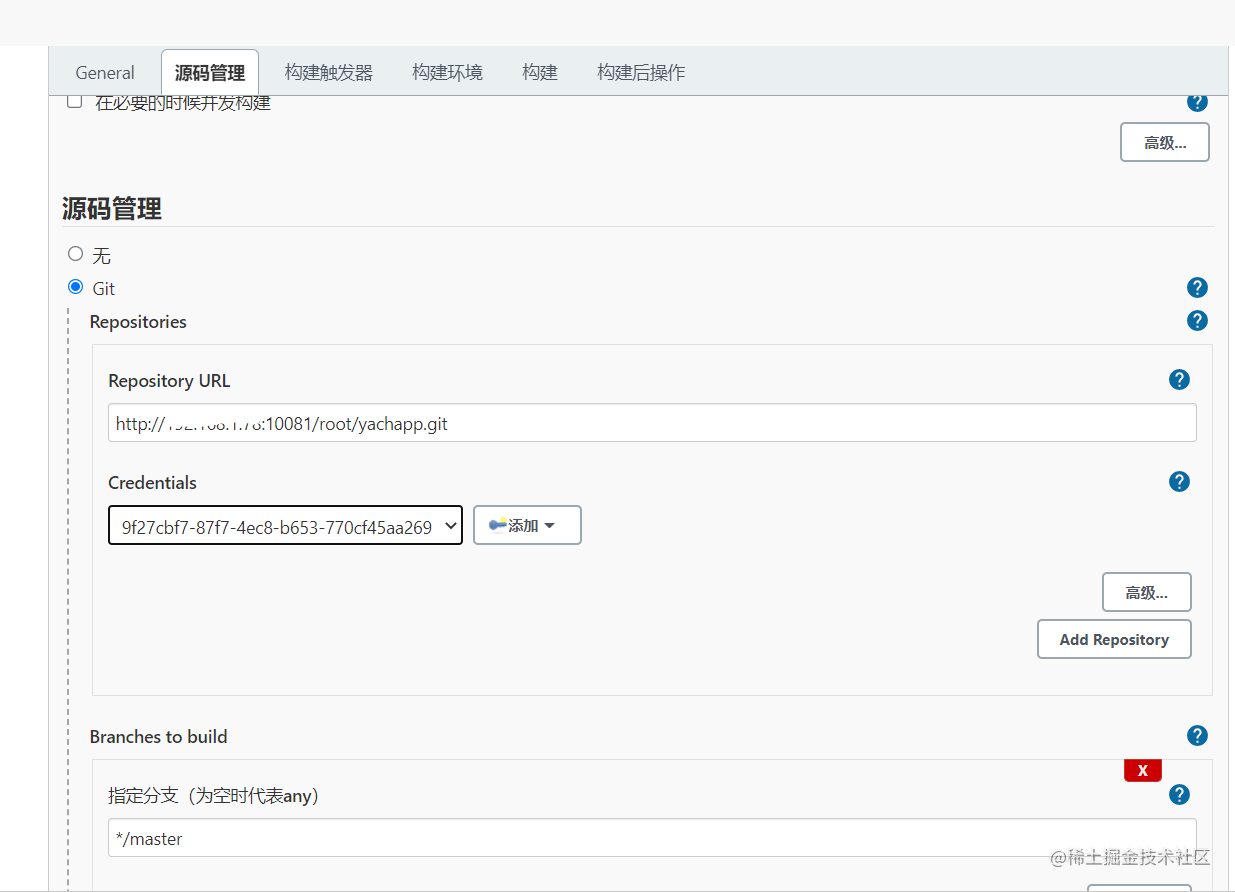 General 源码管理 构建触发器 构建环境 构建 构建后操作
在必要的时候并发构建
高级...
源码管理
无
Git
Repositories
Repository URL
http:// :10081/root/yachapp.git
Credentials
9f27cbf7-87f7-4ec8-b653-770cf45aa269 添加
高级...
Add Repository
Branches to build
X
指定分支（为空时代表any）
*/master
@稀土掘金技术社区